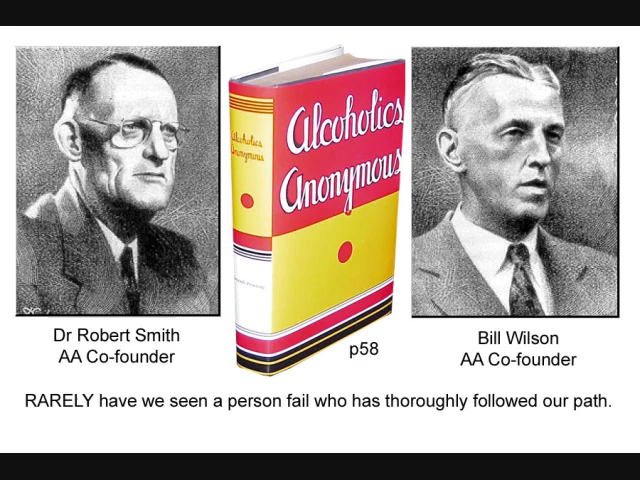 Alcoholics
Anonymous
Alcoholics
Anonymous
Dr Robert Smith
AA Co-founder
p58
Bill Wilson
AA Co-founder
RARELY have we seen a person fail who has thoroughly followed our path.